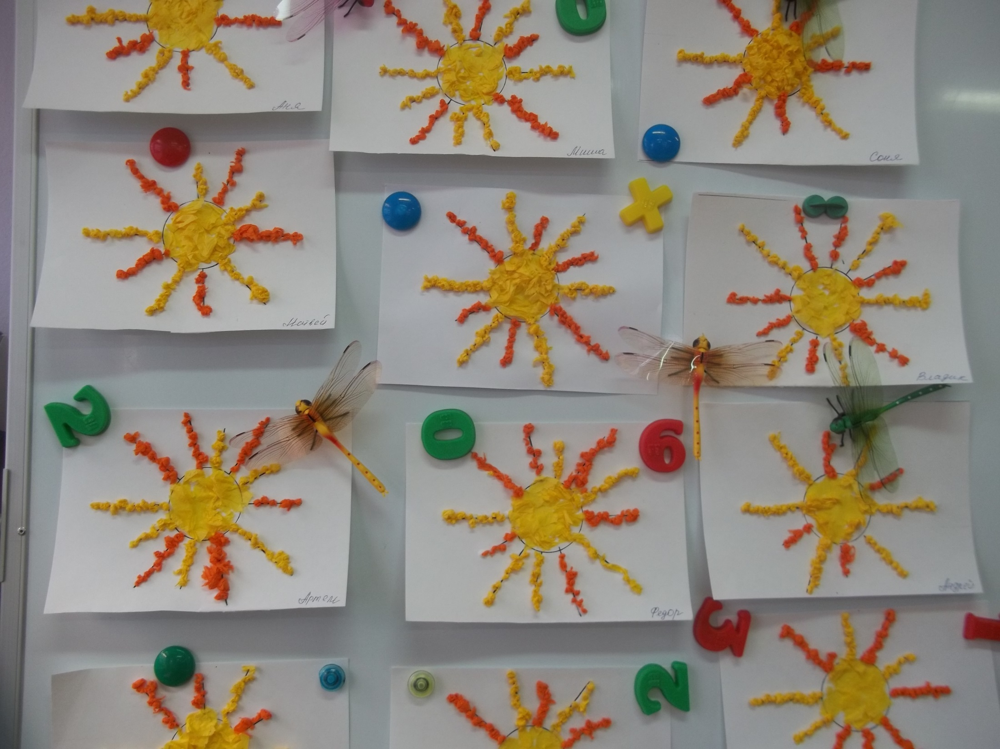 Аня
Миша
Соня
Матвей
Владик
Артем
Федор
Андрей